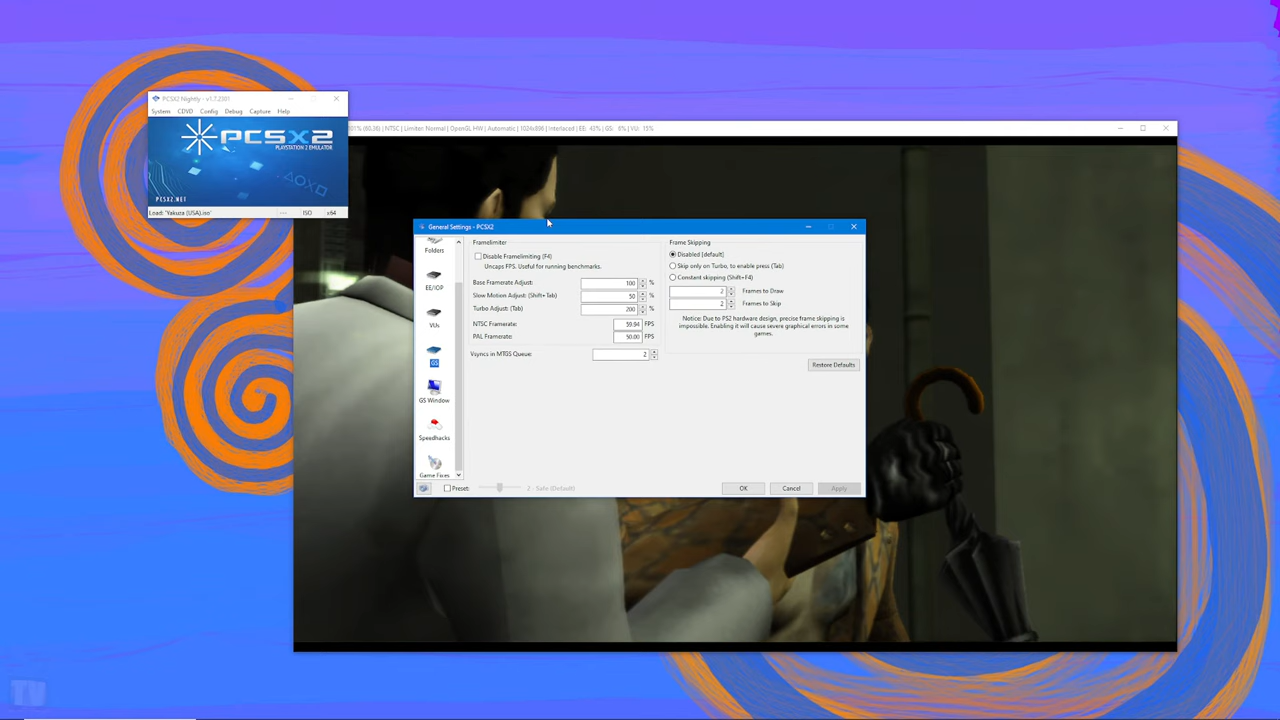 PCSX2 Nightly - v1.7.2381
System CDVD Config Debug Capture Help
PCSX2
PLAYSTATION 2 EMULATOR
PCSX2.NET
Load: 'Yakuza (USA).iso' --- ISO x64
NTSC | Limiter: Normal | OpenGL HW | Automatic | Interlaced | EE: 43% | GS: 6% | VU: 15%
General Settings - PCSX2
Folders
EE/IOP
VUs
GS
GS Window
Speedhacks
Game Fixes
Framelimiter
Disable Framelimiting (F4)
Uncaps FPS. Useful for running benchmarks.
Base Framerate Adjust: 100 %
Slow Motion Adjust: (Shift+Tab) 50 %
Turbo Adjust: (Tab) 200 %
NTSC Framerate: 59.94 FPS
PAL Framerate: 50.00 FPS
Vsyncs in MTGS Queue: 2
Frame Skipping
Disabled [default]
Skip only on Turbo, to enable press (Tab)
Constant skipping (Shift+F4)
2 Frames to Draw
2 Frames to Skip
Notice: Due to PS2 hardware design, precise frame skipping is
impossible. Enabling it will cause severe graphical errors in some
games.
Restore Defaults
Preset: 2 - Safe (Default)
OK Cancel Apply
TV